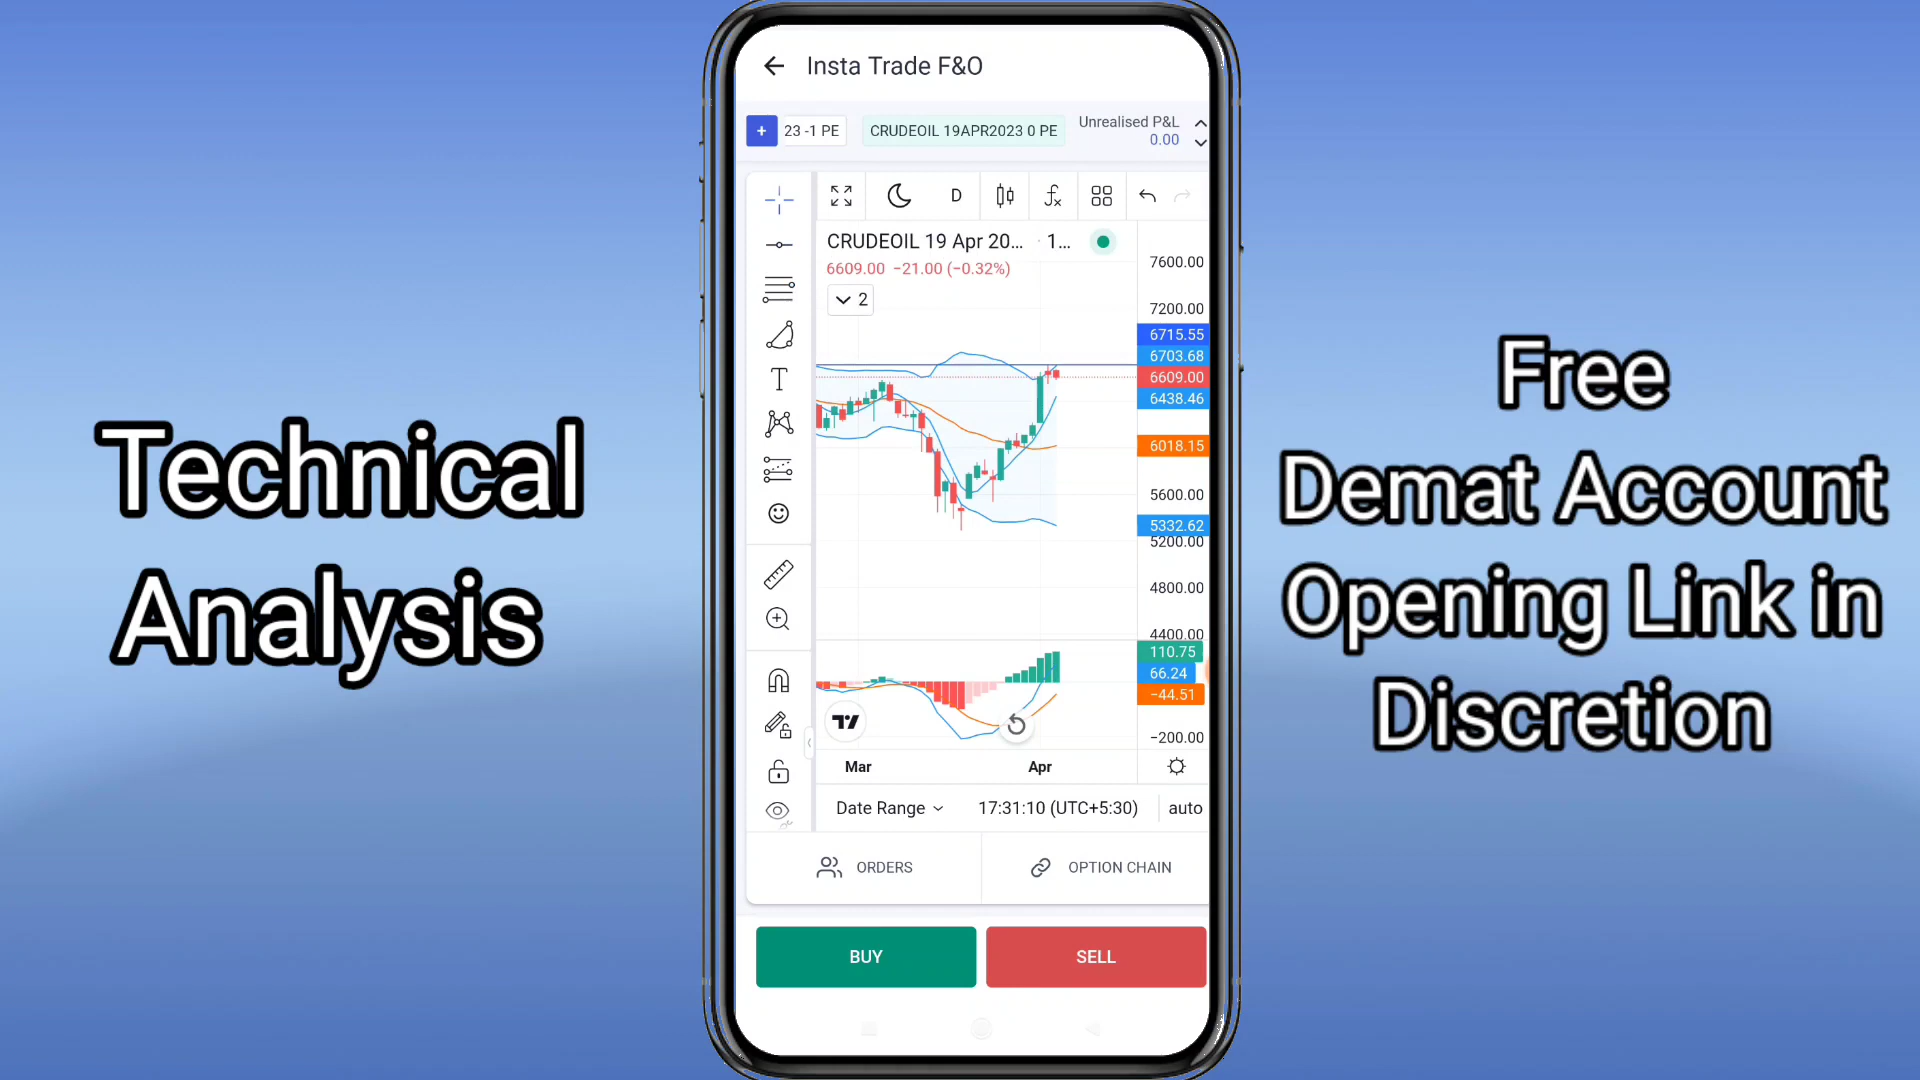 Technical
Analysis
Insta Trade F&O
+
23 -1 PE
CRUDEOIL 19APR2023 0 PE
Unrealised P&L
0.00
D
CRUDEOIL 19 Apr 20... · 1...
6609.00 −21.00 (−0.32%)
2
7600.00
7200.00
6715.55
6703.68
6609.00
6438.46
6018.15
5600.00
5332.62
5200.00
4800.00
4400.00
110.75
66.24
−44.51
−200.00
Mar
Apr
Date Range
17:31:10 (UTC+5:30)
auto
ORDERS
OPTION CHAIN
BUY
SELL
Free
Demat Account
Opening Link in
Discretion